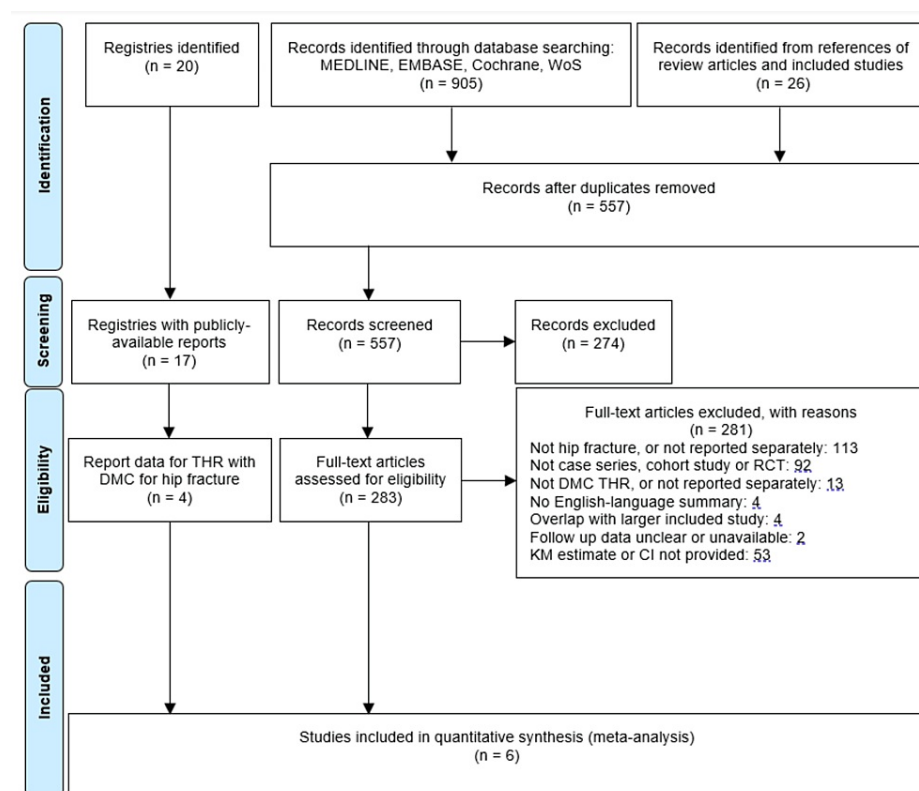 Identification
Registries identified
(n = 20)
Records identified through database searching:
MEDLINE, EMBASE, Cochrane, WoS
(n = 905)
Records identified from references of
review articles and included studies
(n = 26)
Records after duplicates removed
(n = 557)
Screening
Registries with publicly-
available reports
(n = 17)
Records screened
(n = 557)
Records excluded
(n = 274)
Eligibility
Report data for THR with
DMC for hip fracture
(n = 4)
Full-text articles
assessed for eligibility
(n = 283)
Full-text articles excluded, with reasons
(n = 281)
Not hip fracture, or not reported separately: 113
Not case series, cohort study or RCT: 92
Not DMC THR, or not reported separately: 13
No English-language summary: 4
Overlap with larger included study: 4
Follow up data unclear or unavailable: 2
KM estimate or CI not provided: 53
Included
Studies included in quantitative synthesis (meta-analysis)
(n = 6)